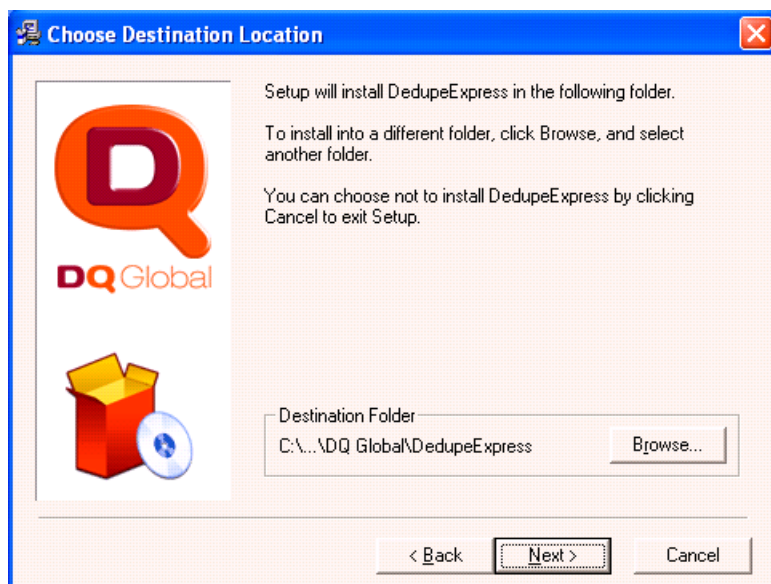 Choose Destination Location
Setup will install DedupeExpress in the following folder.
To install into a different folder, click Browse, and select
another folder.
You can choose not to install DedupeExpress by clicking
Cancel to exit Setup.
DQ Global
Destination Folder
C:\...\DQ Global\DedupeExpress
Browse...
< Back
Next >
Cancel